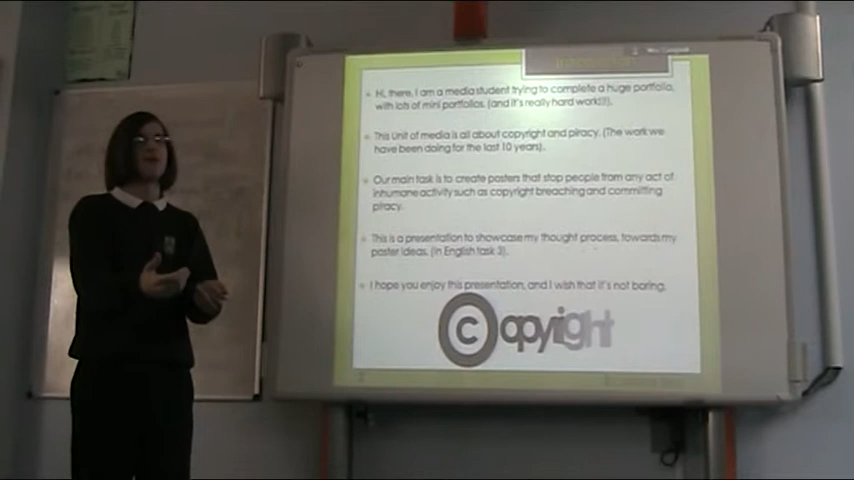 Introduction
Hi, there, I am a media student trying to complete a huge portfolio,
with lots of mini portfolios. (and it's really hard work!!!).
This Unit of media is all about copyright and piracy. (The work we
have been doing for the last 10 years).
Our main task is to create posters that stop people from any act of
inhumane activity such as copyright breaching and committing
piracy.
This is a presentation to showcase my thought process, towards my
poster ideas. (in English task 3).
I hope you enjoy this presentation, and I wish that it's not boring.
copyright